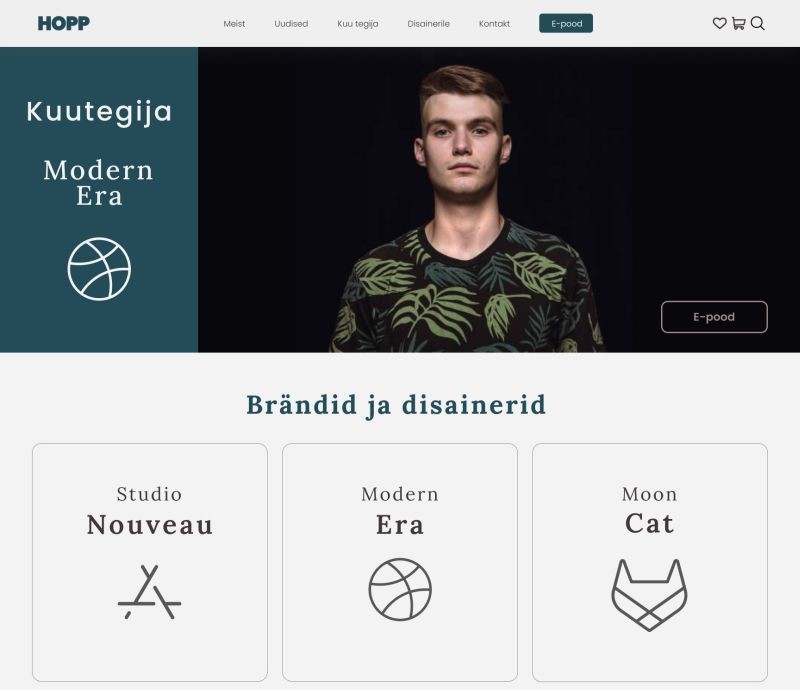 HOPP
Meist
Uudised
Kuu tegija
Disainerile
Kontakt
E-pood
Kuutegija
Modern
Era
E-pood
Brändid ja disainerid
Studio
Nouveau
Modern
Era
Moon
Cat